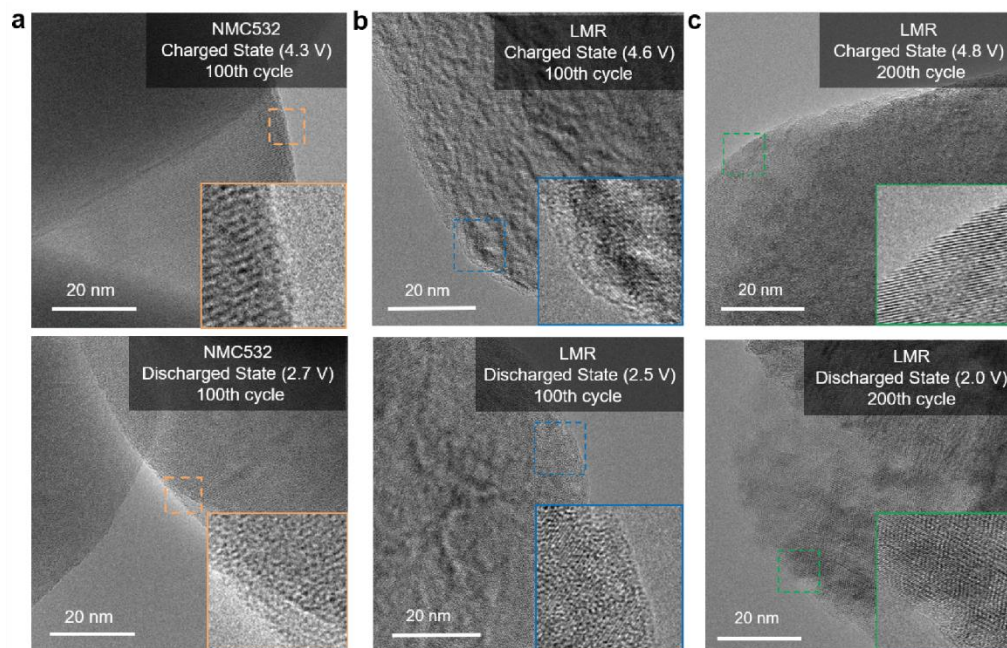 a
NMC532
Charged State (4.3 V)
100th cycle
20 nm
b
LMR
Charged State (4.6 V)
100th cycle
20 nm
c
LMR
Charged State (4.8 V)
200th cycle
20 nm
NMC532
Discharged State (2.7 V)
100th cycle
20 nm
LMR
Discharged State (2.5 V)
100th cycle
20 nm
LMR
Discharged State (2.0 V)
200th cycle
20 nm